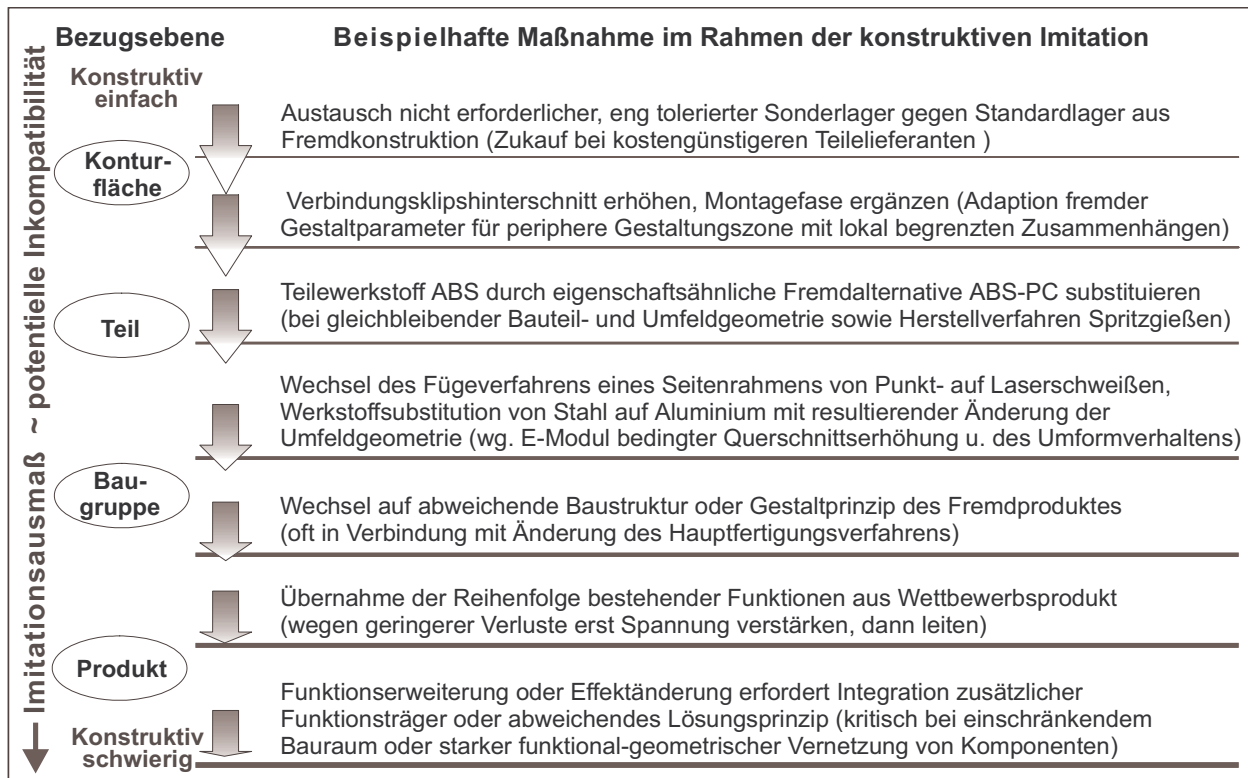 Bezugsebene
Beispielhafte Maßnahme im Rahmen der konstruktiven Imitation
Imitationsausmaß ~ potentielle Inkompatibilität
Konstruktiv
einfach
Austausch nicht erforderlicher, eng tolerierter Sonderlager gegen Standardlager aus
Fremdkonstruktion (Zukauf bei kostengünstigeren Teilelieferanten )
Kontur-
fläche
Verbindungsklipshinterschnitt erhöhen, Montagefase ergänzen (Adaption fremder
Gestaltparameter für periphere Gestaltungszone mit lokal begrenzten Zusammenhängen)
Teilewerkstoff ABS durch eigenschaftsähnliche Fremdalternative ABS-PC substituieren
(bei gleichbleibender Bauteil- und Umfeldgeometrie sowie Herstellverfahren Spritzgießen)
Teil
Wechsel des Fügeverfahrens eines Seitenrahmens von Punkt- auf Laserschweißen,
Werkstoffsubstitution von Stahl auf Aluminium mit resultierender Änderung der
Umfeldgeometrie (wg. E-Modul bedingter Querschnittserhöhung u. des Umformverhaltens)
Bau-
gruppe
Wechsel auf abweichende Baustruktur oder Gestaltprinzip des Fremdproduktes
(oft in Verbindung mit Änderung des Hauptfertigungsverfahrens)
Übernahme der Reihenfolge bestehender Funktionen aus Wettbewerbsprodukt
(wegen geringerer Verluste erst Spannung verstärken, dann leiten)
Produkt
Funktionserweiterung oder Effektänderung erfordert Integration zusätzlicher
Funktionsträger oder abweichendes Lösungsprinzip (kritisch bei einschränkendem
Bauraum oder starker funktional-geometrischer Vernetzung von Komponenten)
Konstruktiv
schwierig